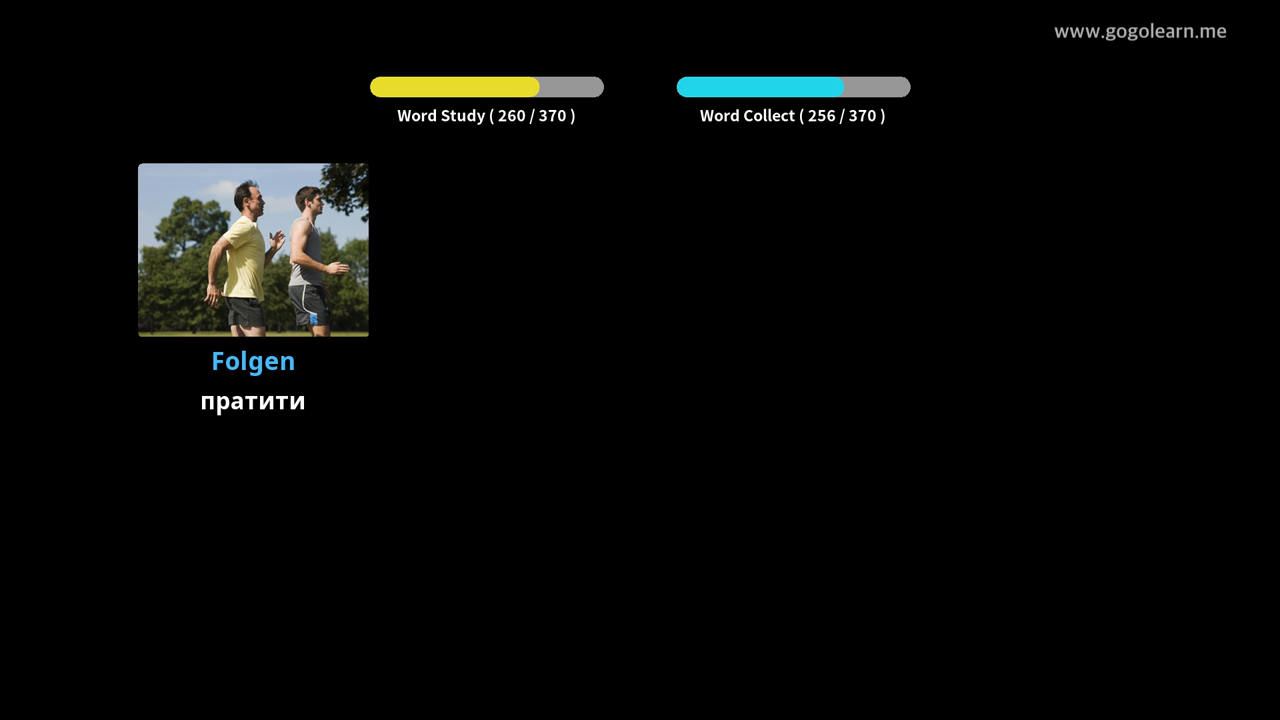 www.gogolearn.me
Word Study ( 260 / 370 )
Word Collect ( 256 / 370 )
Folgen
пратити